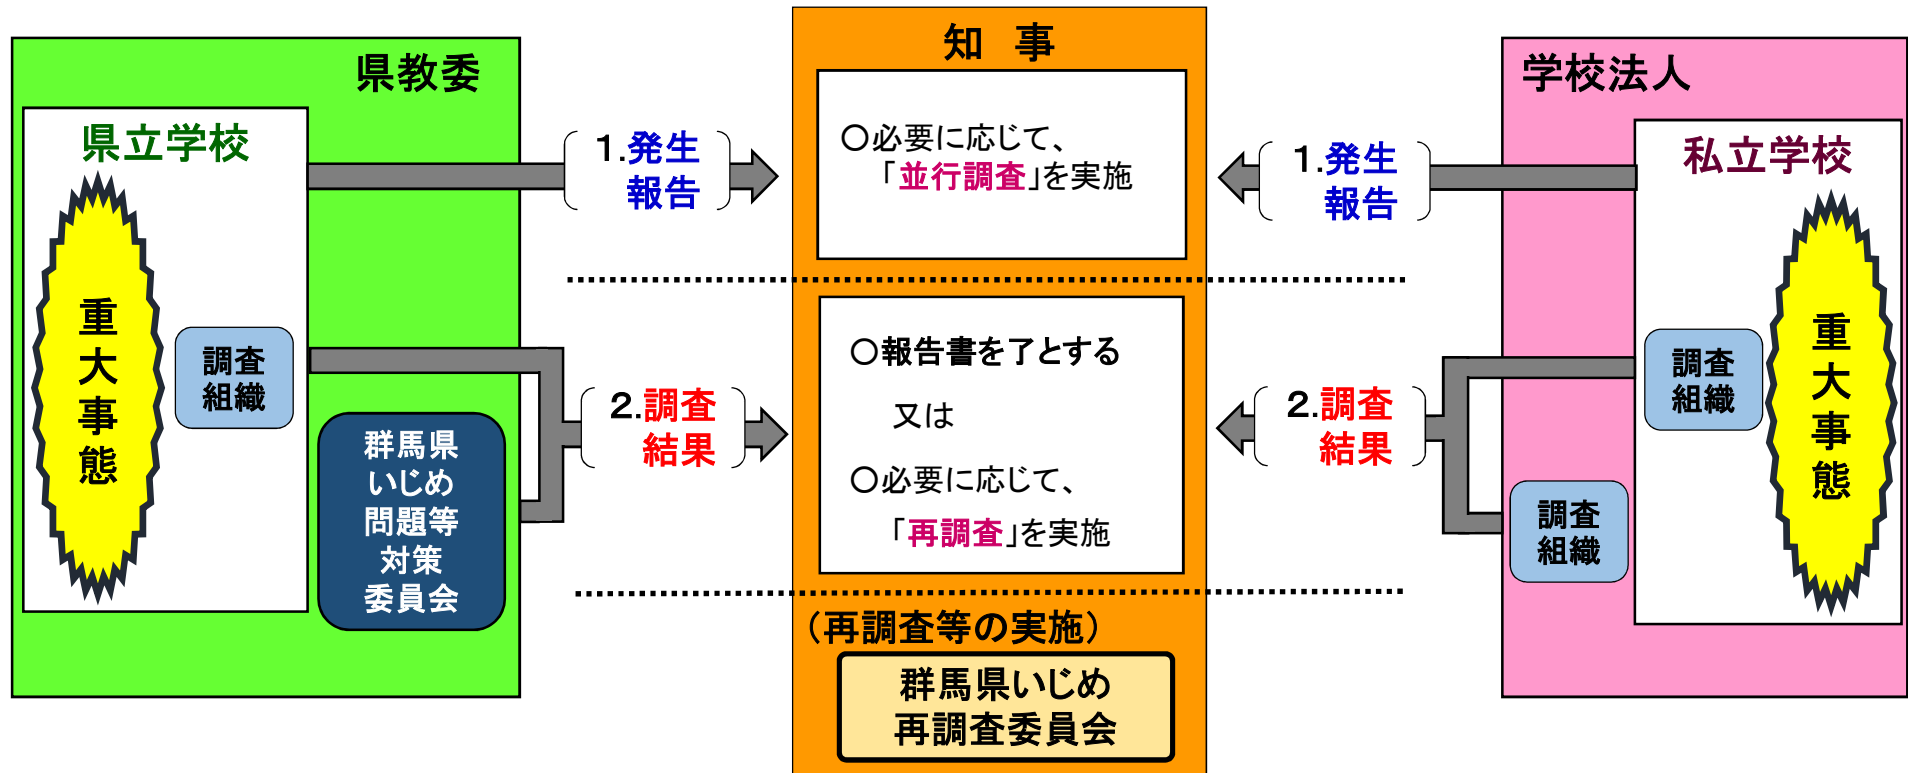 県教委
県立学校
重
大
事
態
調査
組織
群馬県
いじめ
問題等
対策
委員会
1.発生
報告
2.調査
結果
知　事
○必要に応じて、
「並行調査」を実施
○報告書を了とする
又は
○必要に応じて、
「再調査」を実施
（再調査等の実施）
群馬県いじめ
再調査委員会
1.発生
報告
2.調査
結果
学校法人
私立学校
調査
組織
調査
組織
重
大
事
態